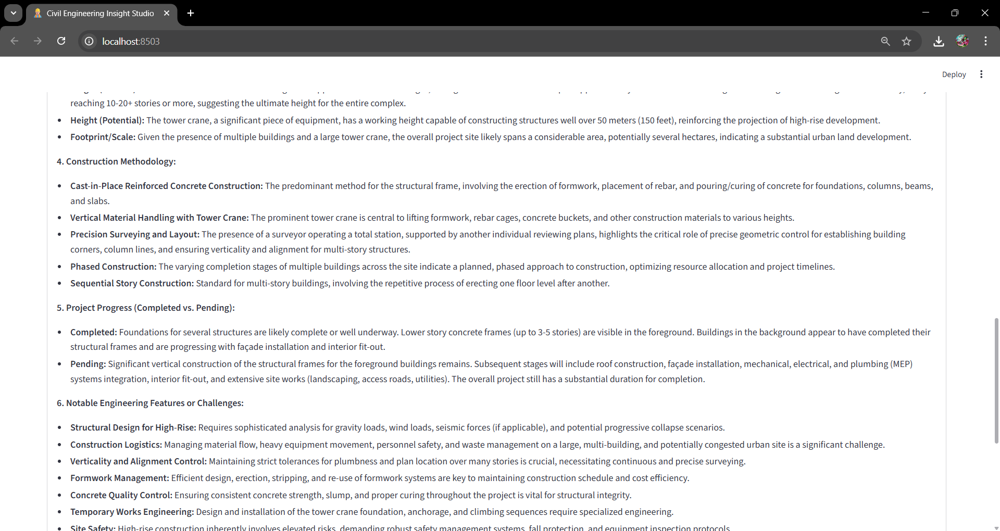 Civil Engineering Insight Studio
localhost:8503
Deploy
reaching 10-20+ stories or more, suggesting the ultimate height for the entire complex.
Height (Potential): The tower crane, a significant piece of equipment, has a working height capable of constructing structures well over 50 meters (150 feet), reinforcing the projection of high-rise development.
Footprint/Scale: Given the presence of multiple buildings and a large tower crane, the overall project site likely spans a considerable area, potentially several hectares, indicating a substantial urban land development.
4. Construction Methodology:
Cast-in-Place Reinforced Concrete Construction: The predominant method for the structural frame, involving the erection of formwork, placement of rebar, and pouring/curing of concrete for foundations, columns, beams,
and slabs.
Vertical Material Handling with Tower Crane: The prominent tower crane is central to lifting formwork, rebar cages, concrete buckets, and other construction materials to various heights.
Precision Surveying and Layout: The presence of a surveyor operating a total station, supported by another individual reviewing plans, highlights the critical role of precise geometric control for establishing building
corners, column lines, and ensuring verticality and alignment for multi-story structures.
Phased Construction: The varying completion stages of multiple buildings across the site indicate a planned, phased approach to construction, optimizing resource allocation and project timelines.
Sequential Story Construction: Standard for multi-story buildings, involving the repetitive process of erecting one floor level after another.
5. Project Progress (Completed vs. Pending):
Completed: Foundations for several structures are likely complete or well underway. Lower story concrete frames (up to 3-5 stories) are visible in the foreground. Buildings in the background appear to have completed their
structural frames and are progressing with façade installation and interior fit-out.
Pending: Significant vertical construction of the structural frames for the foreground buildings remains. Subsequent stages will include roof construction, façade installation, mechanical, electrical, and plumbing (MEP)
systems integration, interior fit-out, and extensive site works (landscaping, access roads, utilities). The overall project still has a substantial duration for completion.
6. Notable Engineering Features or Challenges:
Structural Design for High-Rise: Requires sophisticated analysis for gravity loads, wind loads, seismic forces (if applicable), and potential progressive collapse scenarios.
Construction Logistics: Managing material flow, heavy equipment movement, personnel safety, and waste management on a large, multi-building, and potentially congested urban site is a significant challenge.
Verticality and Alignment Control: Maintaining strict tolerances for plumbness and plan location over many stories is crucial, necessitating continuous and precise surveying.
Formwork Management: Efficient design, erection, stripping, and re-use of formwork systems are key to maintaining construction schedule and cost efficiency.
Concrete Quality Control: Ensuring consistent concrete strength, slump, and proper curing throughout the project is vital for structural integrity.
Temporary Works Engineering: Design and installation of the tower crane foundation, anchorage, and climbing sequences require specialized engineering.
Site Safety: High-rise construction inherently involves elevated risks, demanding robust safety management systems, fall protection, and equipment inspection protocols.